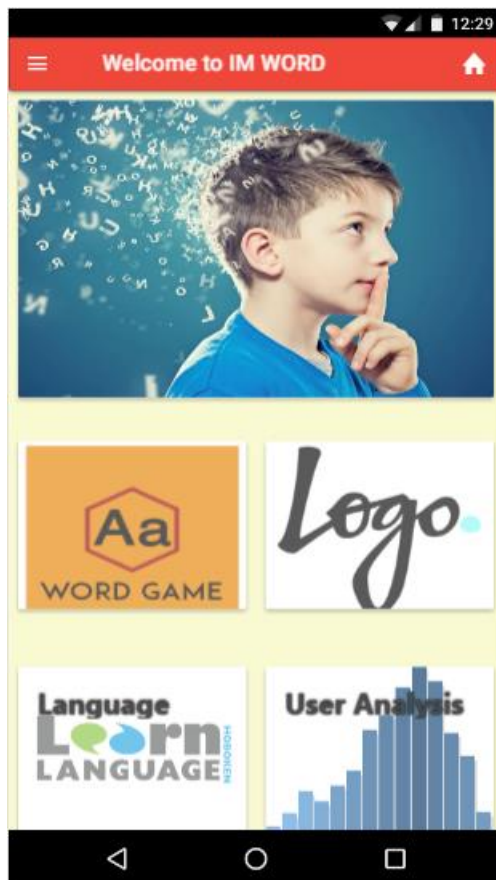 12:29
Welcome to IM WORD
Aa
WORD GAME
Logo.
Language
Learn
LANGUAGE
HOBOKEN
User Analysis